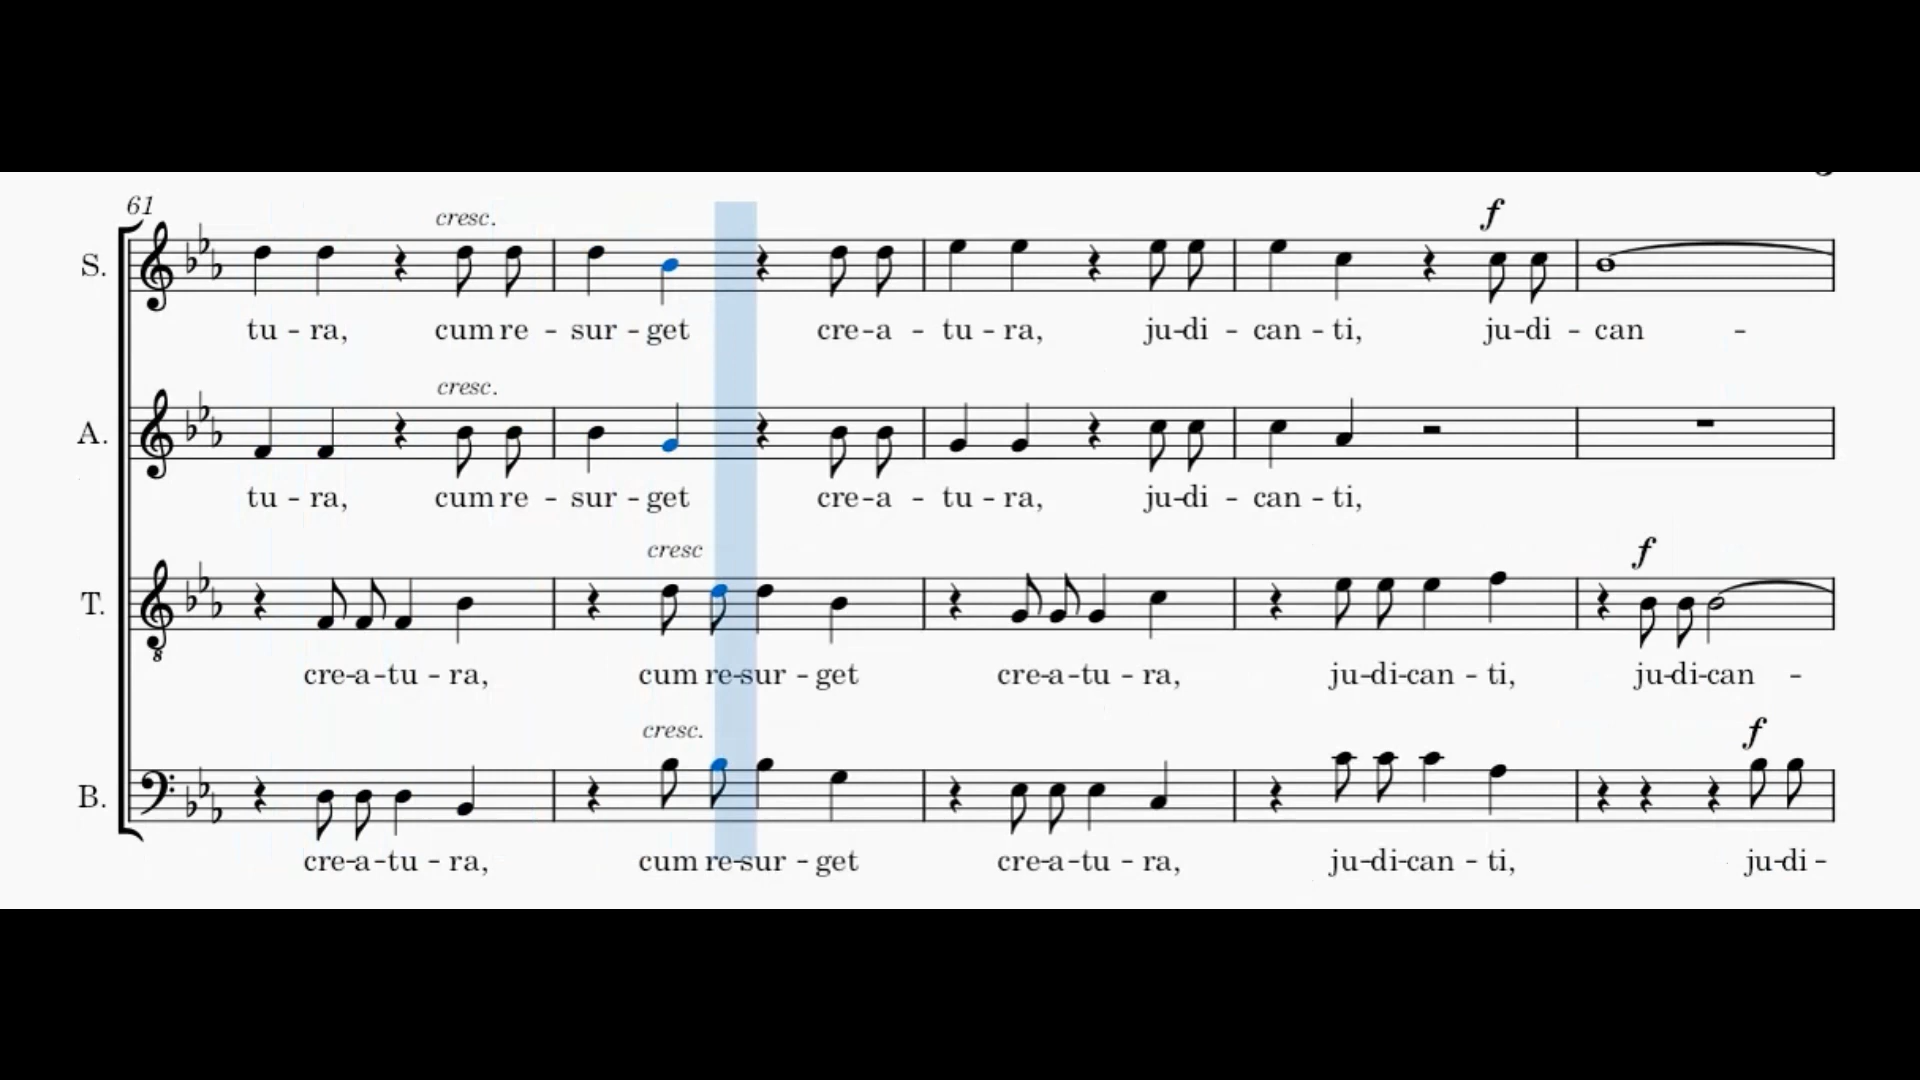 61
cresc. f
S.
tu - ra, cum re - sur - get cre-a - tu - ra, ju-di - can - ti, ju-di - can -
cresc.
A.
tu - ra, cum re - sur - get cre-a - tu - ra, ju-di - can - ti,
cresc f
T.
8
cre-a-tu - ra, cum re-sur - get cre-a-tu - ra, ju-di-can - ti, ju-di-can -
cresc. f
B.
cre-a-tu - ra, cum re-sur - get cre-a-tu - ra, ju-di-can - ti, ju-di -